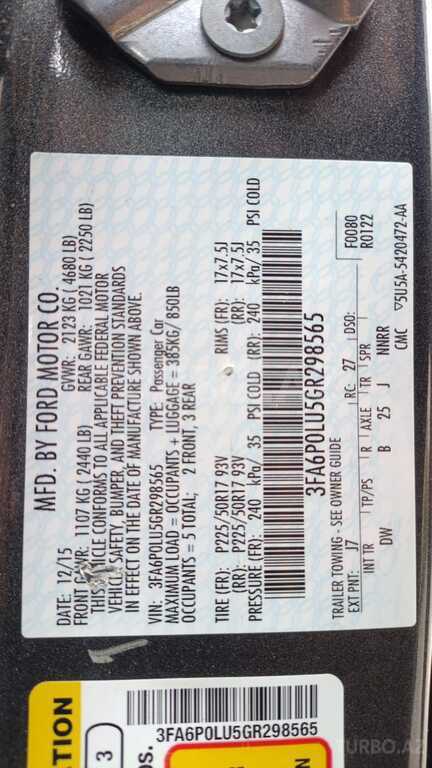 MFD. BY FORD MOTOR CO.
DATE: 12/15 GVWR: 2123 KG ( 4680 LB)
FRONT GAWR: 1107 KG ( 2440 LB) REAR GAWR: 1021 KG ( 2250 LB)
THIS VEHICLE CONFORMS TO ALL APPLICABLE FEDERAL MOTOR
VEHICLE SAFETY, BUMPER, AND THEFT PREVENTION STANDARDS
IN EFFECT ON THE DATE OF MANUFACTURE SHOWN ABOVE.
VIN: 3FA6P0LU5GR298565 TYPE: Passenger Car
MAXIMUM LOAD = OCCUPANTS + LUGGAGE = 385KG/ 850LB
OCCUPANTS = 5 TOTAL; 2 FRONT, 3 REAR
TIRE (FR): P225/50R17 93V RIMS (FR): 17x7.5J
(RR): P225/50R17 93V (RR): 17x7.5J
PRESSURE (FR): 240 kPa/ 35 PSI COLD (RR): 240 kPa/ 35 PSI COLD
3FA6P0LU5GR298565
TRAILER TOWING - SEE OWNER GUIDE F0080
EXT PNT: J7 RC: 27 DSO: R0122
INT TR TP/PS R AXLE TR SPR
DW B 25 J NNRR
CMC ▽5U5A-5420472-AA
3FA6P0LU5GR298565
3
TURBO.AZ